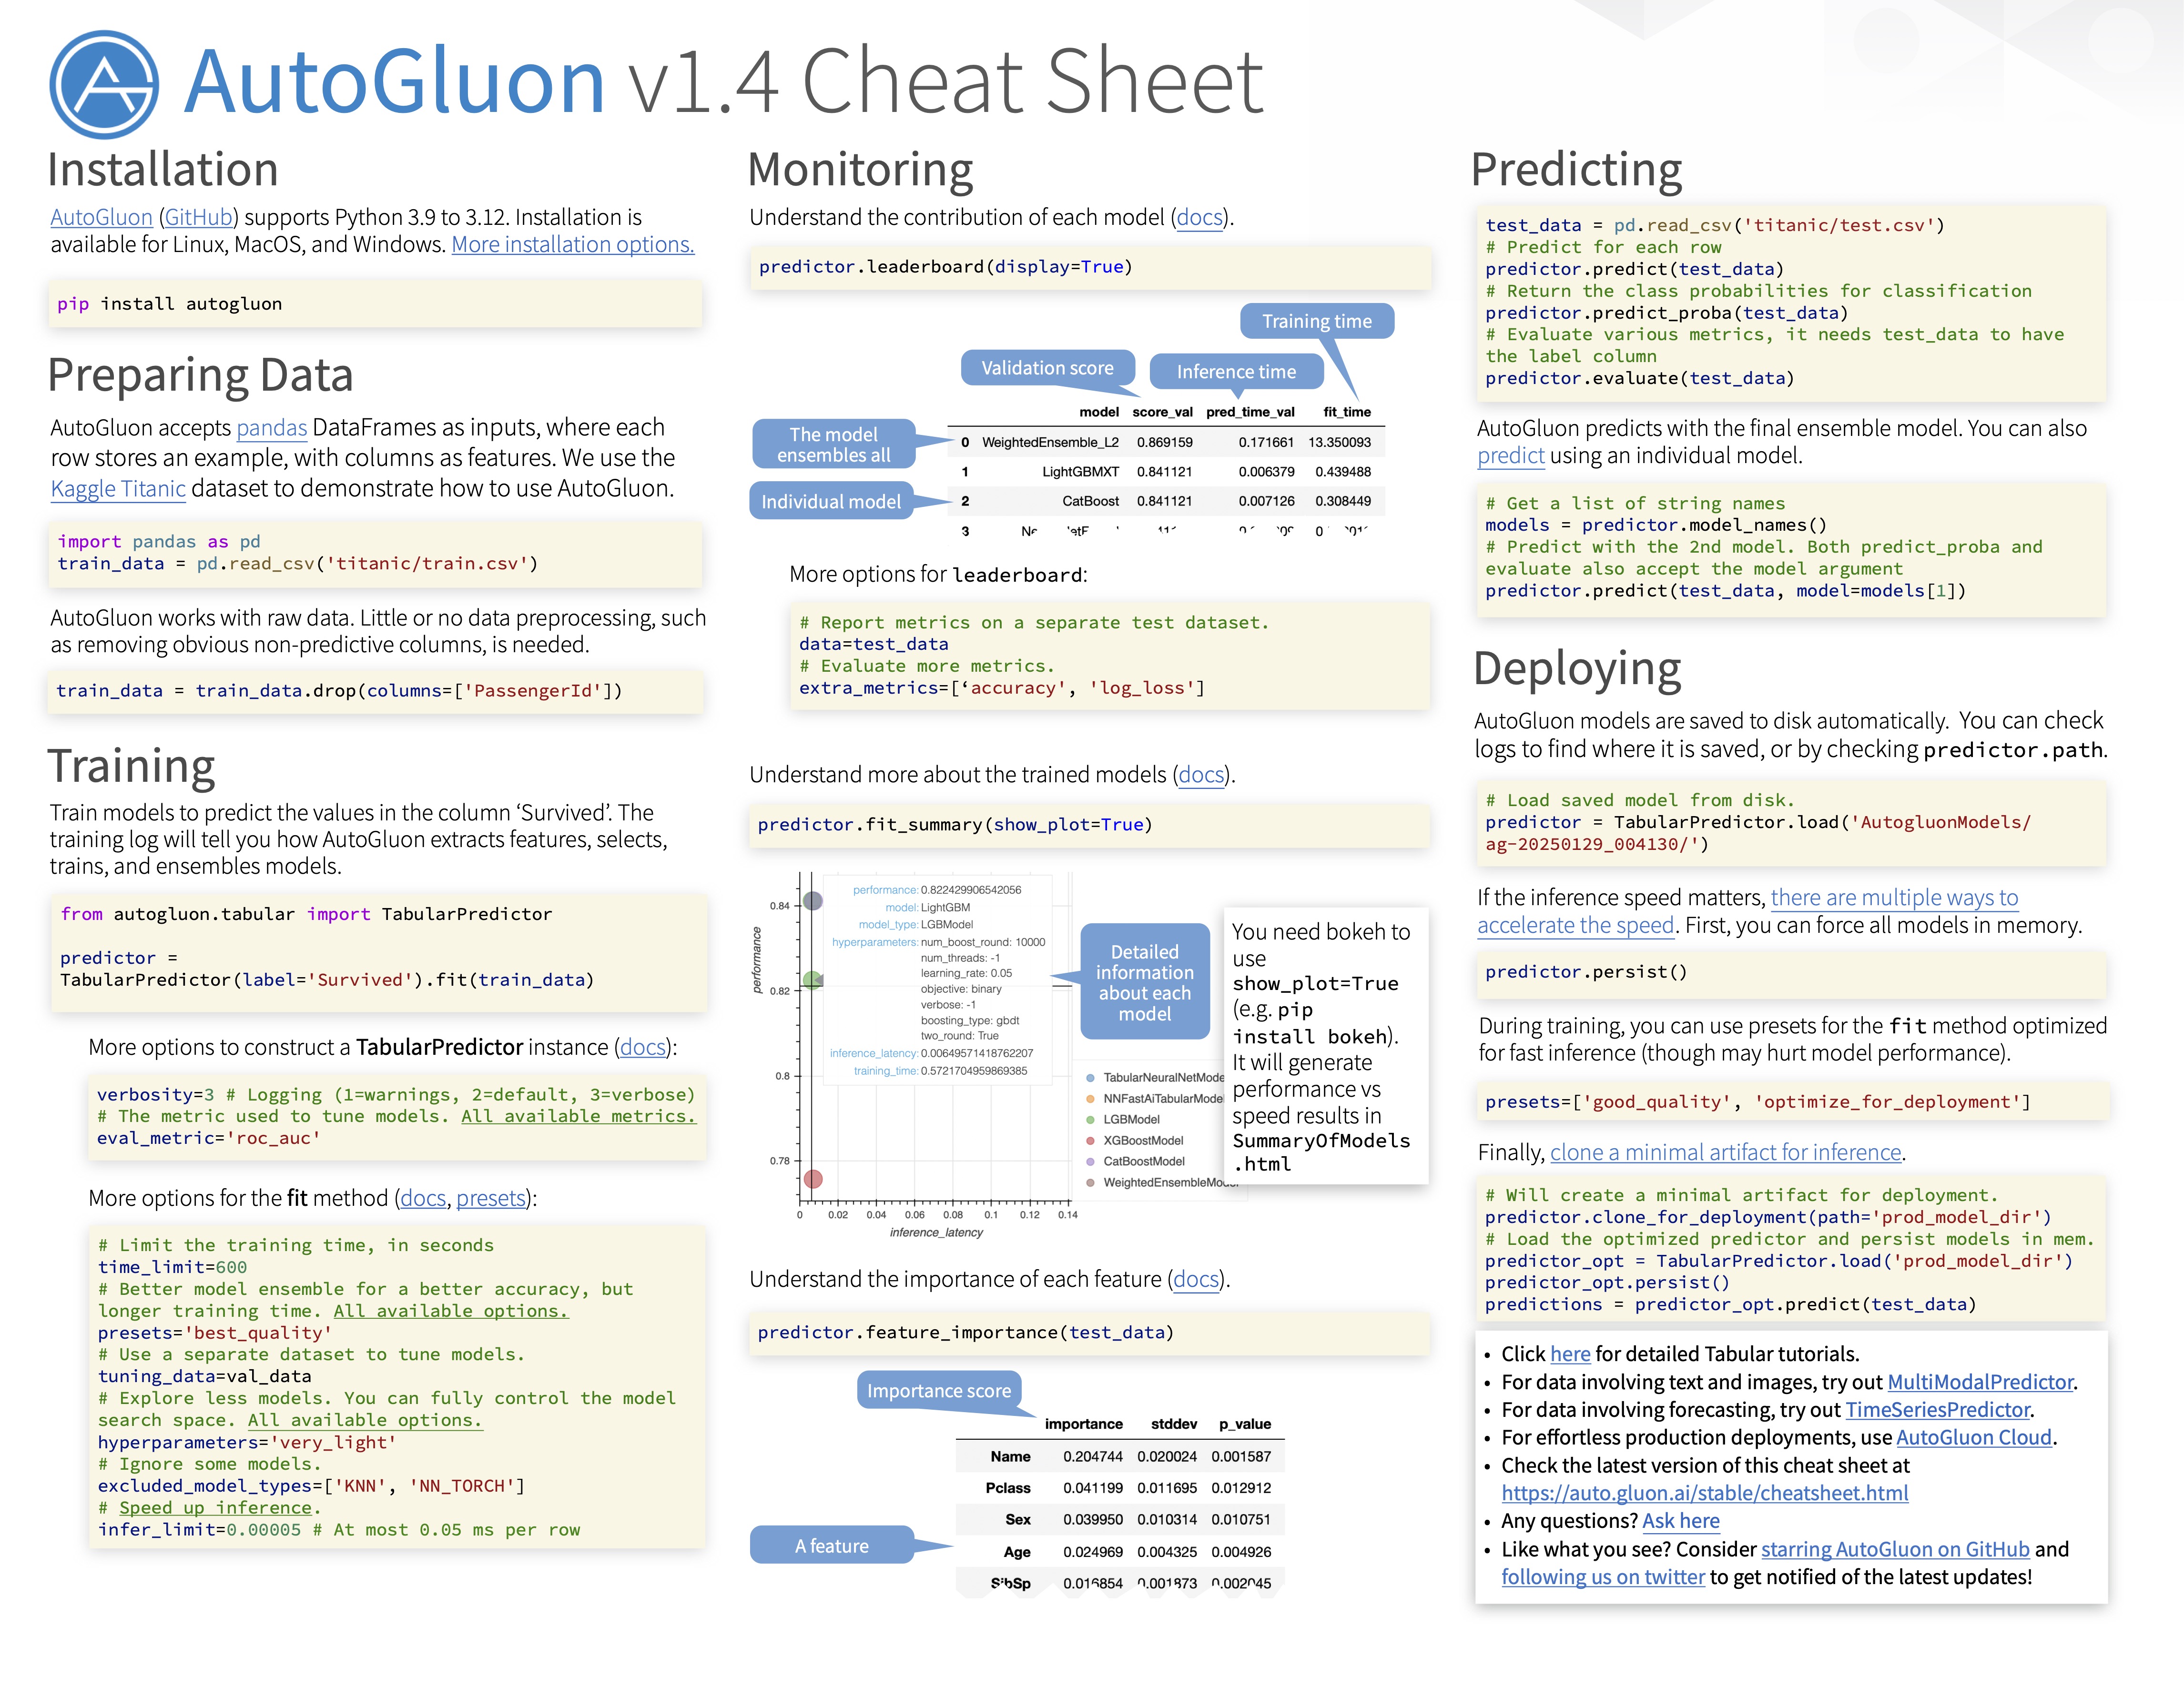 AutoGluon v1.4 Cheat Sheet
Installation
AutoGluon (GitHub) supports Python 3.9 to 3.12. Installation is
available for Linux, MacOS, and Windows. More installation options.
pip install autogluon
Preparing Data
AutoGluon accepts pandas DataFrames as inputs, where each
row stores an example, with columns as features. We use the
Kaggle Titanic dataset to demonstrate how to use AutoGluon.
import pandas as pd
train_data = pd.read_csv('titanic/train.csv')
AutoGluon works with raw data. Little or no data preprocessing, such
as removing obvious non-predictive columns, is needed.
train_data = train_data.drop(columns=['PassengerId'])
Training
Train models to predict the values in the column ‘Survived’. The
training log will tell you how AutoGluon extracts features, selects,
trains, and ensembles models.
from autogluon.tabular import TabularPredictor
predictor =
TabularPredictor(label='Survived').fit(train_data)
More options to construct a TabularPredictor instance (docs):
verbosity=3 # Logging (1=warnings, 2=default, 3=verbose)
# The metric used to tune models. All available metrics.
eval_metric='roc_auc'
More options for the fit method (docs, presets):
# Limit the training time, in seconds
time_limit=600
# Better model ensemble for a better accuracy, but
longer training time. All available options.
presets='best_quality'
# Use a separate dataset to tune models.
tuning_data=val_data
# Explore less models. You can fully control the model
search space. All available options.
hyperparameters='very_light'
# Ignore some models.
excluded_model_types=['KNN', 'NN_TORCH']
# Speed up inference.
infer_limit=0.00005 # At most 0.05 ms per row
Monitoring
Understand the contribution of each model (docs).
predictor.leaderboard(display=True)
Training time
Validation score
Inference time
model score_val pred_time_val fit_time
The model
ensembles all
0 WeightedEnsemble_L2 0.869159 0.171661 13.350093
1 LightGBMXT 0.841121 0.006379 0.439488
Individual model
2 CatBoost 0.841121 0.007126 0.308449
3
More options for leaderboard:
# Report metrics on a separate test dataset.
data=test_data
# Evaluate more metrics.
extra_metrics=[‘accuracy', 'log_loss']
Understand more about the trained models (docs).
predictor.fit_summary(show_plot=True)
performance
0.84
0.82
0.8
0.78
performance: 0.822429906542056
model: LightGBM
model_type: LGBModel
hyperparameters: num_boost_round: 10000
num_threads: -1
learning_rate: 0.05
objective: binary
verbose: -1
boosting_type: gbdt
two_round: True
inference_latency: 0.00649571418762207
training_time: 0.5721704959869385
0 0.02 0.04 0.06 0.08 0.1 0.12 0.14
inference_latency
Detailed
information
about each
model
TabularNeuralNetMode
NNFastAiTabularMode
LGBModel
XGBoostModel
CatBoostModel
WeightedEnsembleModel
You need bokeh to
use
show_plot=True
(e.g. pip
install bokeh).
It will generate
performance vs
speed results in
SummaryOfModels
.html
Understand the importance of each feature (docs).
predictor.feature_importance(test_data)
Importance score
importance stddev p_value
Name 0.204744 0.020024 0.001587
Pclass 0.041199 0.011695 0.012912
Sex 0.039950 0.010314 0.010751
A feature
Age 0.024969 0.004325 0.004926
SibSp 0.016854 0.001873 0.002045
Predicting
test_data = pd.read_csv('titanic/test.csv')
# Predict for each row
predictor.predict(test_data)
# Return the class probabilities for classification
predictor.predict_proba(test_data)
# Evaluate various metrics, it needs test_data to have
the label column
predictor.evaluate(test_data)
AutoGluon predicts with the final ensemble model. You can also
predict using an individual model.
# Get a list of string names
models = predictor.model_names()
# Predict with the 2nd model. Both predict_proba and
evaluate also accept the model argument
predictor.predict(test_data, model=models[1])
Deploying
AutoGluon models are saved to disk automatically. You can check
logs to find where it is saved, or by checking predictor.path.
# Load saved model from disk.
predictor = TabularPredictor.load('AutogluonModels/
ag-20250129_004130/')
If the inference speed matters, there are multiple ways to
accelerate the speed. First, you can force all models in memory.
predictor.persist()
During training, you can use presets for the fit method optimized
for fast inference (though may hurt model performance).
presets=['good_quality', 'optimize_for_deployment']
Finally, clone a minimal artifact for inference.
# Will create a minimal artifact for deployment.
predictor.clone_for_deployment(path='prod_model_dir')
# Load the optimized predictor and persist models in mem.
predictor_opt = TabularPredictor.load('prod_model_dir')
predictor_opt.persist()
predictions = predictor_opt.predict(test_data)
• Click here for detailed Tabular tutorials.
• For data involving text and images, try out MultiModalPredictor.
• For data involving forecasting, try out TimeSeriesPredictor.
• For effortless production deployments, use AutoGluon Cloud.
• Check the latest version of this cheat sheet at
https://auto.gluon.ai/stable/cheatsheet.html
• Any questions? Ask here
• Like what you see? Consider starring AutoGluon on GitHub and
following us on twitter to get notified of the latest updates!